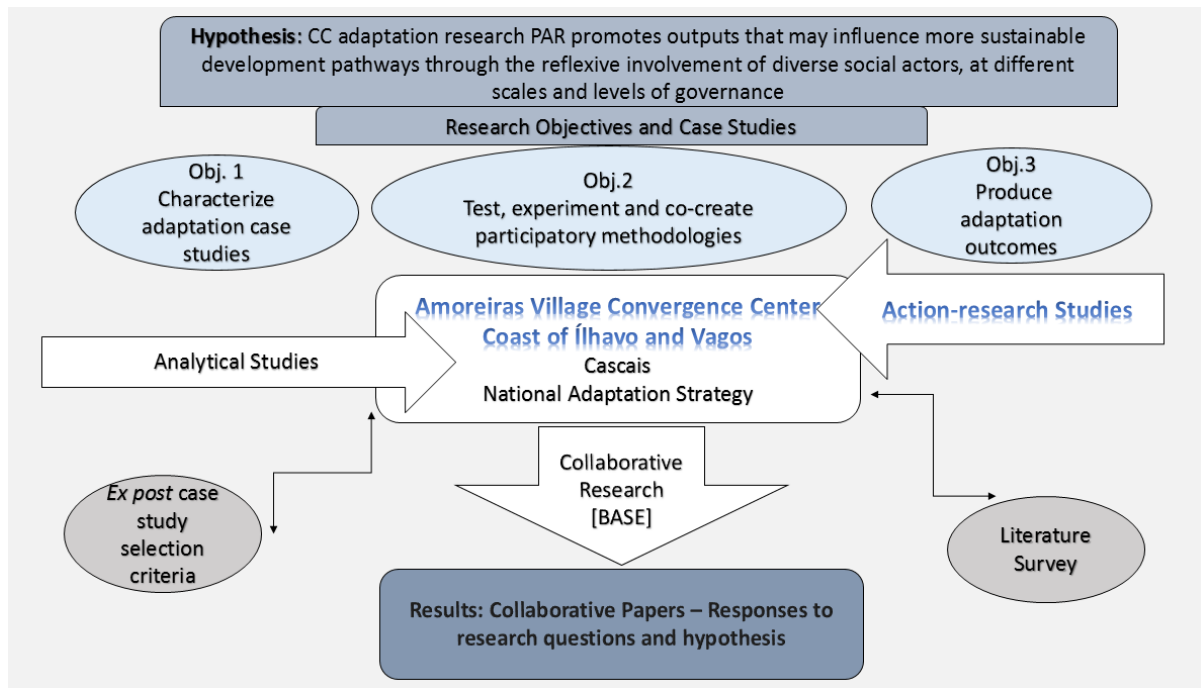 Hypothesis: CC adaptation research PAR promotes outputs that may influence more sustainable
development pathways through the reflexive involvement of diverse social actors, at different
scales and levels of governance
Research Objectives and Case Studies
Obj. 1
Characterize
adaptation case
studies
Obj.2
Test, experiment and co-create
participatory methodologies
Obj.3
Produce
adaptation
outcomes
Amoreiras Village Convergence Center
Coast of Ílhavo and Vagos
Cascais
National Adaptation Strategy
Action-research Studies
Analytical Studies
Collaborative
Research
[BASE]
Ex post case
study
selection
criteria
Literature
Survey
Results: Collaborative Papers – Responses to
research questions and hypothesis